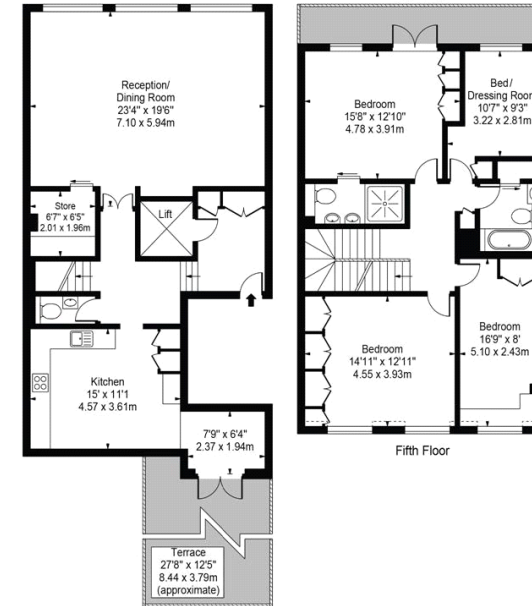 Reception/
Dining Room
23'4" x 19'6"
7.10 x 5.94m
Store
6'7" x 6'5"
2.01 x 1.96m
Lift
Kitchen
15' x 11'1
4.57 x 3.61m
7'9" x 6'4"
2.37 x 1.94m
Terrace
27'8" x 12'5"
8.44 x 3.79m
(approximate)
Bedroom
15'8" x 12'10"
4.78 x 3.91m
Bed/
Dressing Room
10'7" x 9'3"
3.22 x 2.81m
Bedroom
14'11" x 12'11"
4.55 x 3.93m
Bedroom
16'9" x 8'
5.10 x 2.43m
Fifth Floor